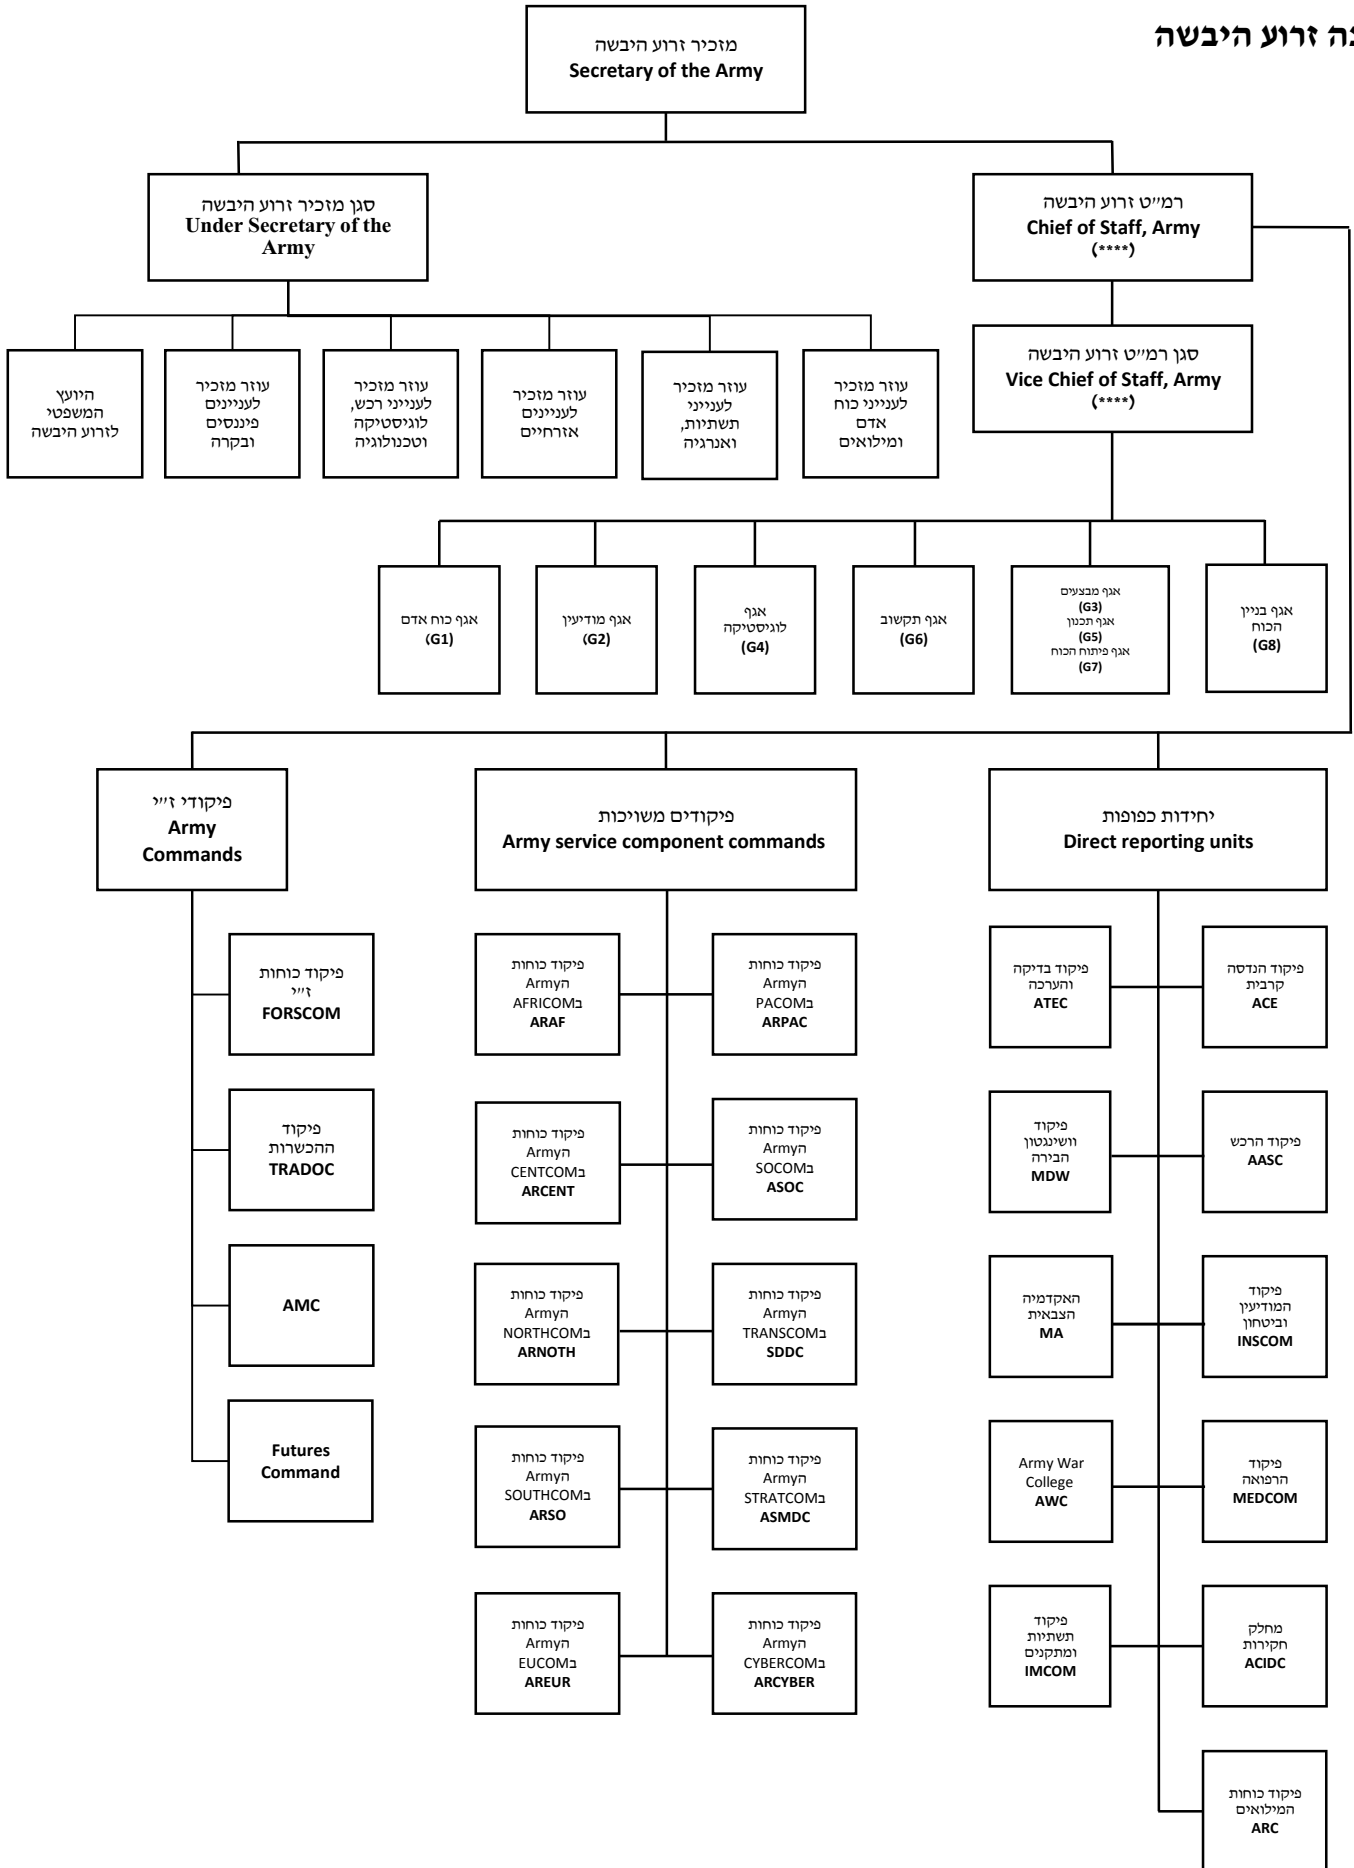 זרוע היבשה
מזכיר זרוע היבשה
Secretary of the Army
סגן מזכיר זרוע היבשה
Under Secretary of the
Army
רמ״ט זרוע היבשה
Chief of Staff, Army
(****)
היועץ
המשפטי
לזרוע היבשה
עוזר מזכיר
לעניינים
פיננסים
ובקרה
עוזר מזכיר
לענייני רכש,
לוגיסטיקה
וטכנולוגיה
עוזר מזכיר
לעניינים
אזרחיים
עוזר מזכיר
לענייני
תשתיות,
ואנרגיה
עוזר מזכיר
לענייני כוח
אדם
ומילואים
סגן רמ״ט זרוע היבשה
Vice Chief of Staff, Army
(****)
אגף כוח אדם
(G1)
אגף מודיעין
(G2)
אגף
לוגיסטיקה
(G4)
אגף תקשוב
(G6)
אגף מבצעים
(G3)
אגף תכנון
(G5)
אגף פיתוח הכוח
(G7)
אגף בניין
הכוח
(G8)
פיקודי ז״י
Army
Commands
פיקוד כוחות
ז״י
FORSCOM
פיקוד
ההכשרות
TRADOC
AMC
Futures
Command
פיקודים משויכות
Army service component commands
פיקוד כוחות
הArmy
בAFRICOM
ARAF
פיקוד כוחות
הArmy
בPACOM
ARPAC
פיקוד כוחות
הArmy
בCENTCOM
ARCENT
פיקוד כוחות
הArmy
בSOCOM
ASOC
פיקוד כוחות
הArmy
בNORTHCOM
ARNOTH
פיקוד כוחות
הArmy
בTRANSCOM
SDDC
פיקוד כוחות
הArmy
בSOUTHCOM
ARSO
פיקוד כוחות
הArmy
בSTRATCOM
ASMDC
פיקוד כוחות
הArmy
בEUCOM
AREUR
פיקוד כוחות
הArmy
בCYBERCOM
ARCYBER
יחידות כפופות
Direct reporting units
פיקוד בדיקה
והערכה
ATEC
פיקוד הנדסה
קרבית
ACE
פיקוד
וושינגטון
הבירה
MDW
פיקוד הרכש
AASC
האקדמיה
הצבאית
MA
פיקוד
המודיעין
וביטחון
INSCOM
Army War
College
AWC
פיקוד
הרפואה
MEDCOM
פיקוד
תשתיות
ומתקנים
IMCOM
מחלק
חקירות
ACIDC
פיקוד כוחות
המילואים
ARC